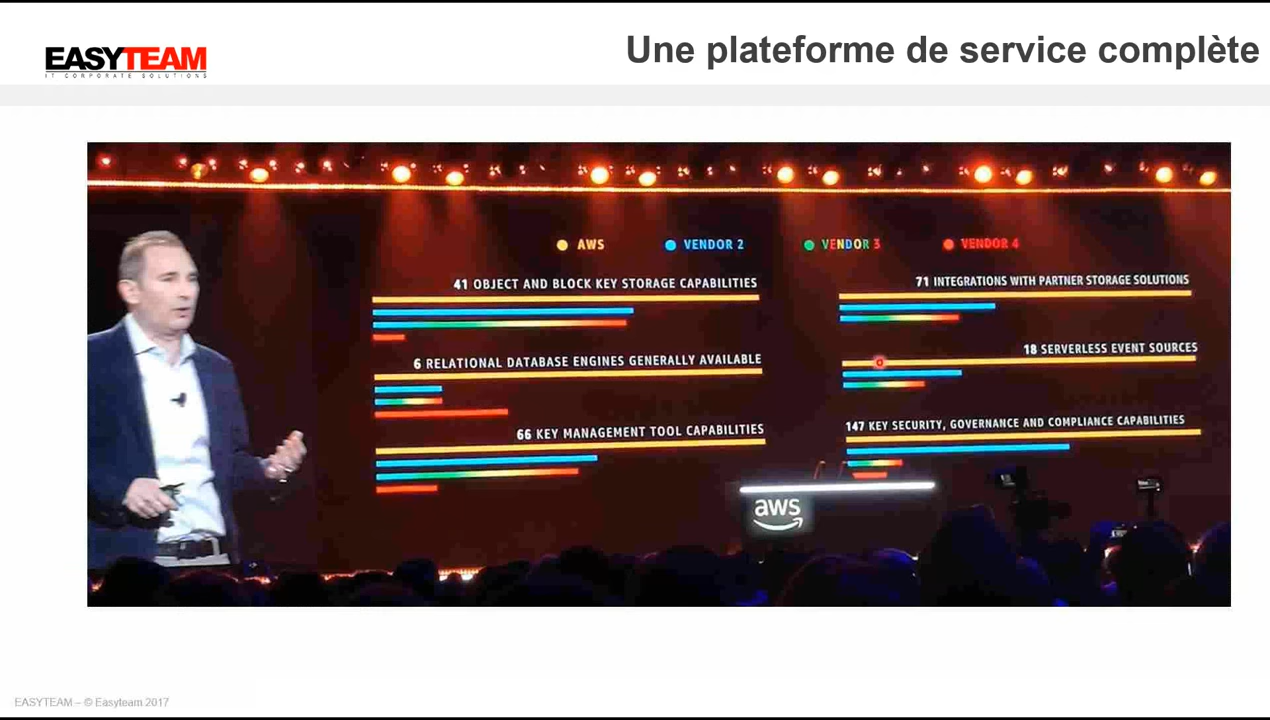 EASYTEAM
IT CORPORATE SOLUTIONS
Une plateforme de service complète
AWS
VENDOR 2
VENDOR 3
VENDOR 4
41 OBJECT AND BLOCK KEY STORAGE CAPABILITIES
6 RELATIONAL DATABASE ENGINES GENERALLY AVAILABLE
66 KEY MANAGEMENT TOOL CAPABILITIES
71 INTEGRATIONS WITH PARTNER STORAGE SOLUTIONS
18 SERVERLESS EVENT SOURCES
147 KEY SECURITY, GOVERNANCE AND COMPLIANCE CAPABILITIES
aws
EASYTEAM – © Easyteam 2017